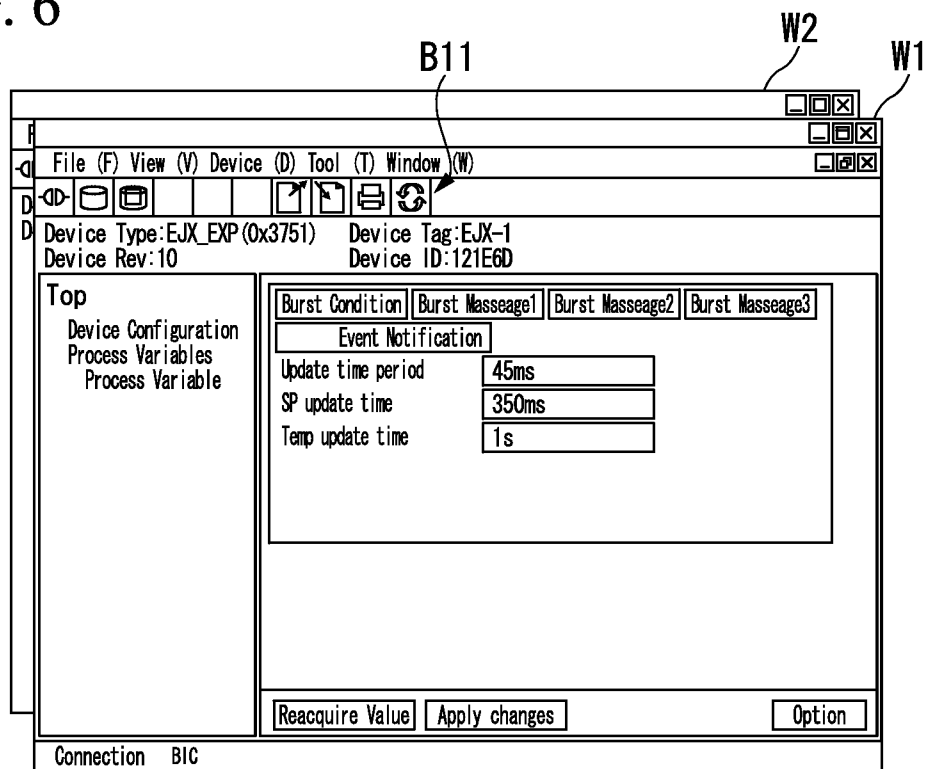 . 6
W2
B11
W1
File (F) View (V) Device (D) Tool (T) Window (W)
Device Type:EJX_EXP(0x3751) Device Tag:EJX-1
Device Rev:10 Device ID:121E6D
Top
Device Configuration
Process Variables
Process Variable
Burst Condition Burst Masseage1 Burst Masseage2 Burst Masseage3
Event Notification
Update time period 45ms
SP update time 350ms
Temp update time 1s
Reacquire Value Apply changes Option
Connection BIC